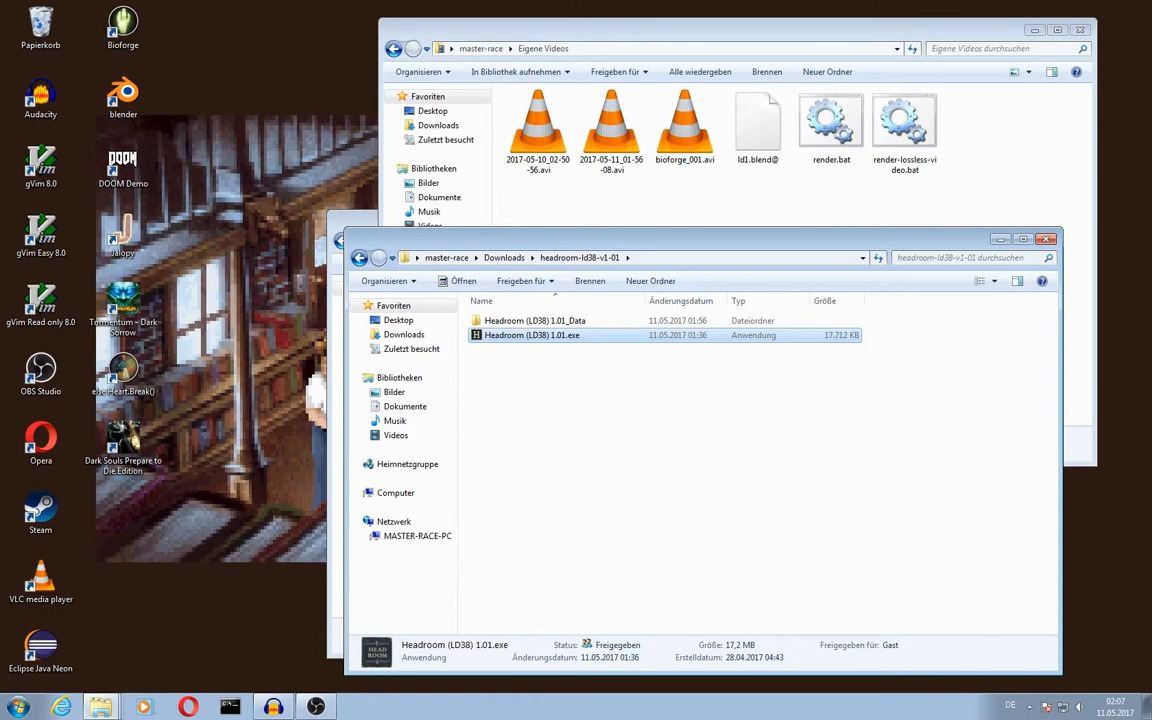 Papierkorb
Bioforge
Audacity
blender
gVim 8.0
DOOM Demo
gVim Easy 8.0
Jalopy
gVim Read only 8.0
Tormentum - Dark
Sorrow
OBS Studio
else Heart.Break()
Opera
Dark Souls Prepare to
Die Edition
Steam
VLC media player
Eclipse Java Neon
master-race Eigene Videos
Eigene Videos durchsuchen
Organisieren In Bibliothek aufnehmen Freigeben für Alle wiedergeben Brennen Neuer Ordner
Favoriten
Desktop
Downloads
Zuletzt besucht
Bibliotheken
Bilder
Dokumente
Musik
Videos
2017-05-10_02-50
-56.avi
2017-05-11_01-56
-08.avi
bioforge_001.avi
ld1.blend@
render.bat
render-lossless-vi
deo.bat
master-race Downloads headroom-ld38-v1-01
headroom-ld38-v1-01 durchsuchen
Organisieren Öffnen Freigeben für Brennen Neuer Ordner
Favoriten
Desktop
Downloads
Zuletzt besucht
Bibliotheken
Bilder
Dokumente
Musik
Videos
Heimnetzgruppe
Computer
Netzwerk
MASTER-RACE-PC
Name Änderungsdatum Typ Größe
Headroom (LD38) 1.01_Data 11.05.2017 01:56 Dateiordner
Headroom (LD38) 1.01.exe 11.05.2017 01:36 Anwendung 17.712 KB
HEAD
ROOM
Headroom (LD38) 1.01.exe Status: Freigegeben Größe: 17,2 MB Freigegeben für: Gast
Anwendung Änderungsdatum: 11.05.2017 01:36 Erstelldatum: 28.04.2017 04:43
DE
02:07
11.05.2017